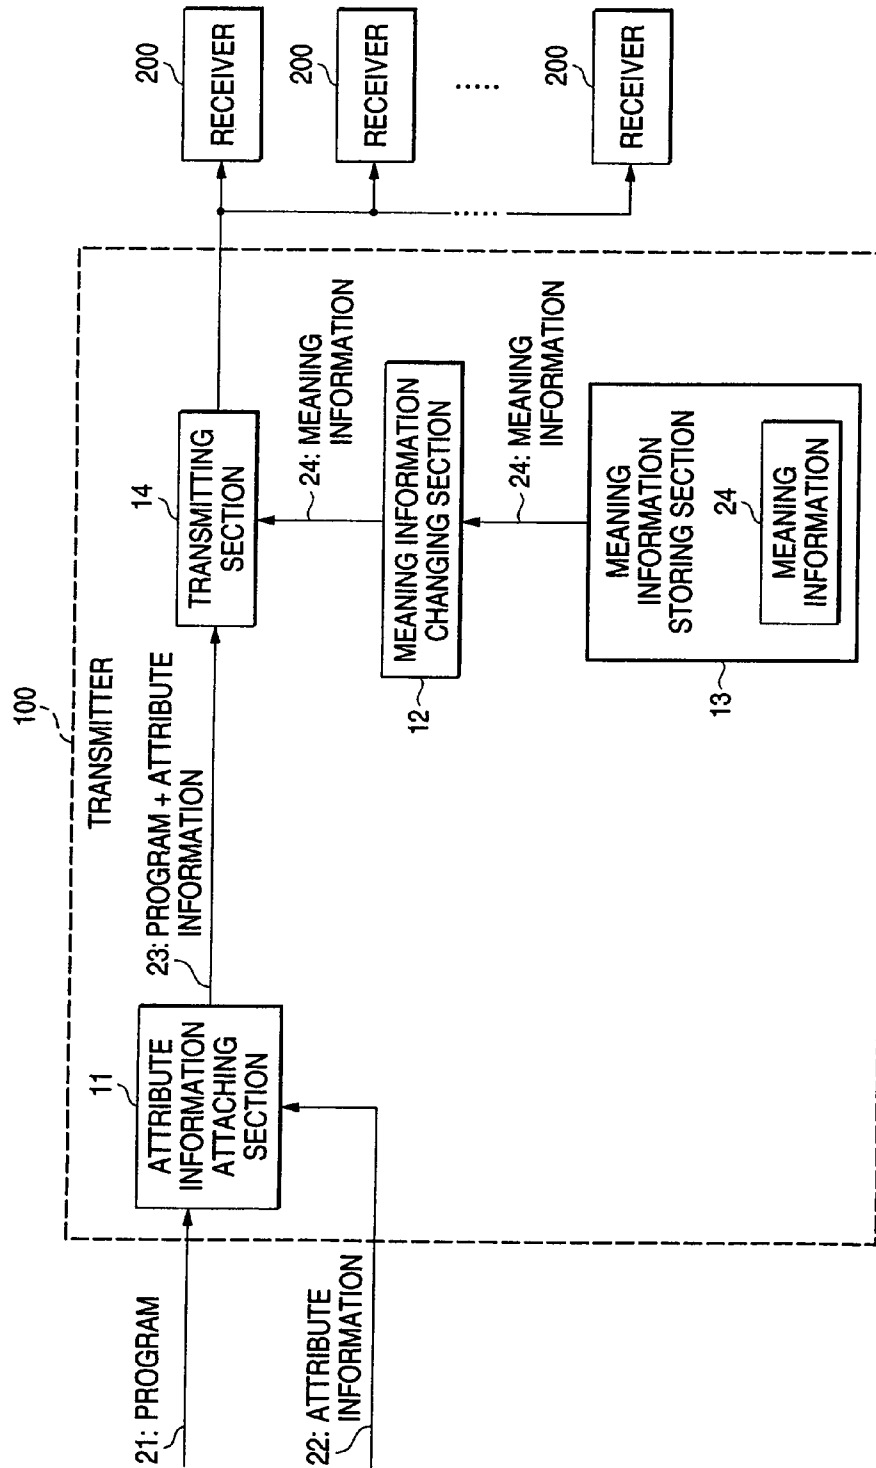 100
TRANSMITTER
21: PROGRAM
22: ATTRIBUTE
INFORMATION
11
ATTRIBUTE
INFORMATION
ATTACHING
SECTION
23: PROGRAM + ATTRIBUTE
INFORMATION
14
TRANSMITTING
SECTION
24: MEANING
INFORMATION
12
MEANING INFORMATION
CHANGING SECTION
24: MEANING
INFORMATION
13
MEANING
INFORMATION
STORING SECTION
24
MEANING
INFORMATION
200
RECEIVER
200
RECEIVER
.....
.....
200
RECEIVER